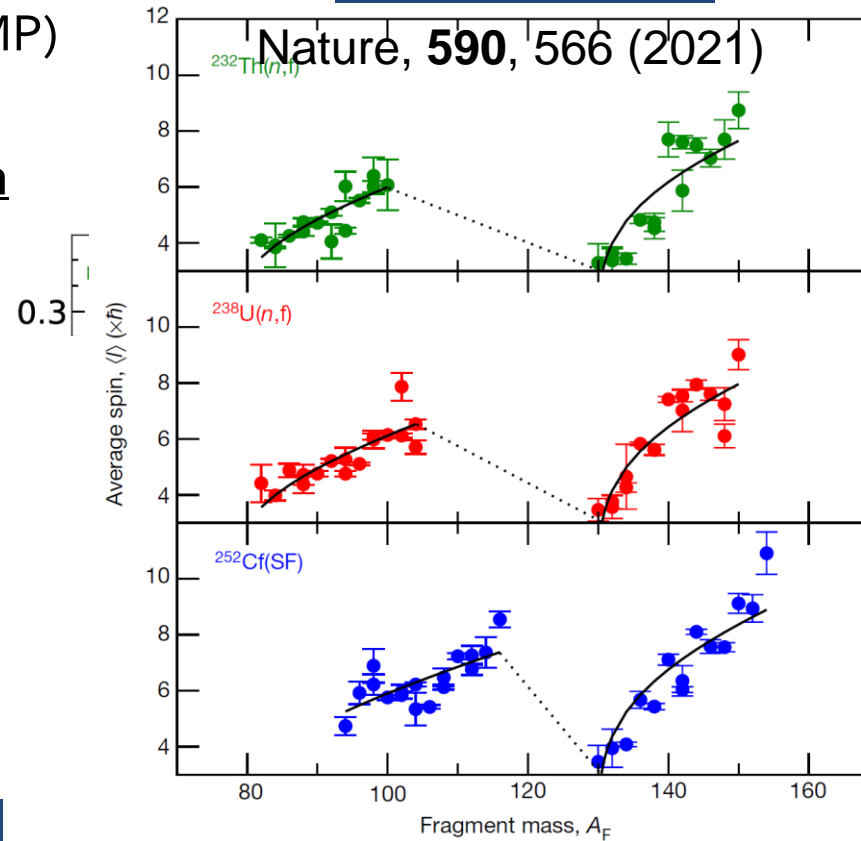 MP)
Nature, 590, 566 (2021)
n
0.3
12
10
8
6
4
232Th(n,f)
10
8
6
4
238U(n,f)
10
8
6
4
252Cf(SF)
Average spin, ⟨I⟩ (×ħ)
80 100 120 140 160
Fragment mass, AF